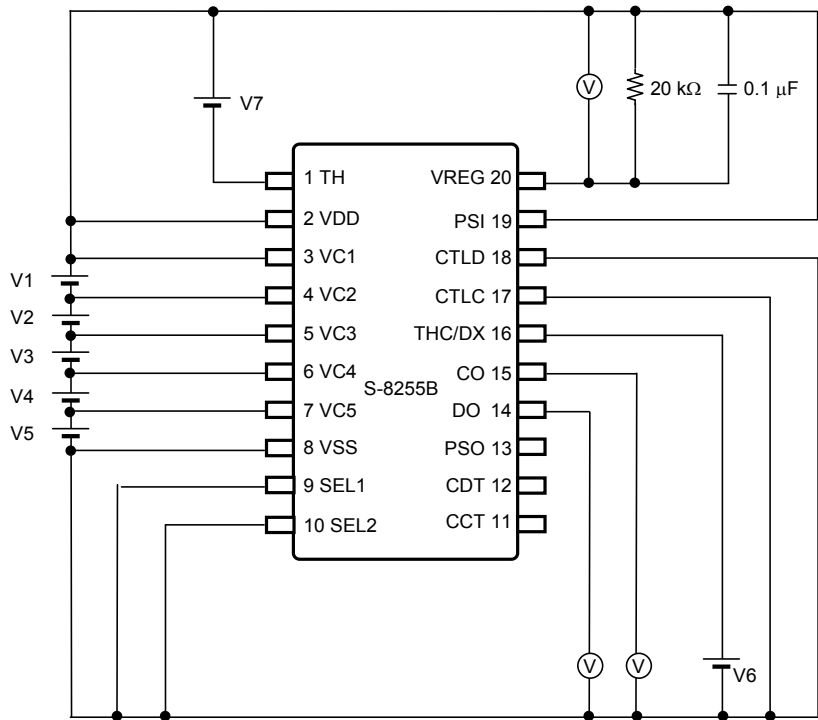 V
20 kΩ
0.1 μF
V7
1 TH
VREG 20
2 VDD
PSI 19
3 VC1
CTLD 18
V1
4 VC2
CTLC 17
V2
5 VC3
THC/DX 16
V3
6 VC4
CO 15
S-8255B
V4
7 VC5
DO 14
V5
8 VSS
PSO 13
9 SEL1
CDT 12
10 SEL2
CCT 11
V
V
V6